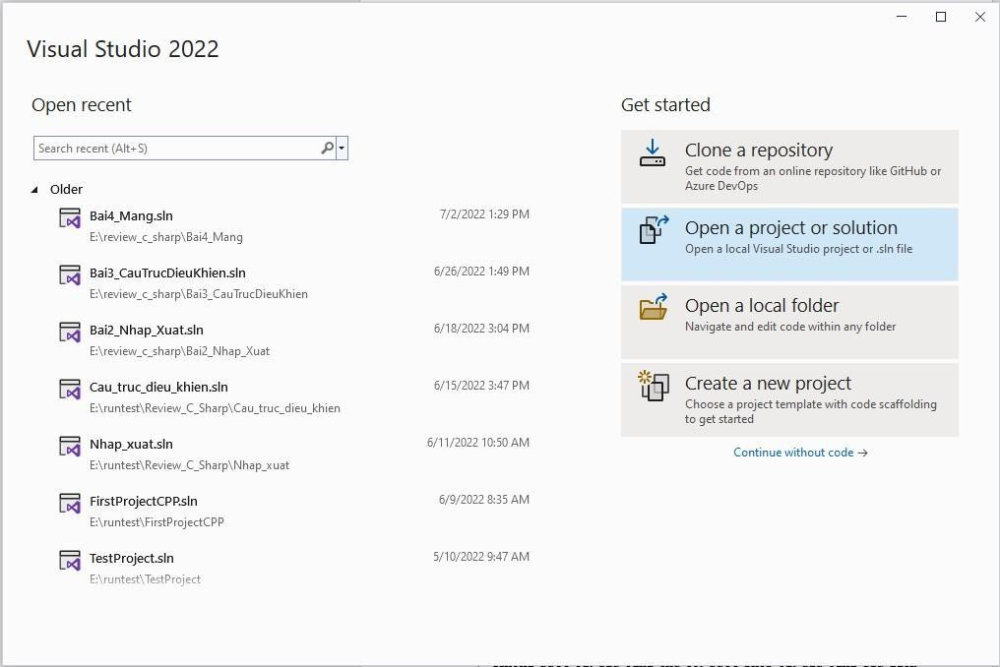 Visual Studio 2022
Open recent
Search recent (Alt+S)
Older
Bai4_Mang.sln
7/2/2022 1:29 PM
E:\review_c_sharp\Bai4_Mang
Bai3_CauTrucDieuKhien.sln
6/26/2022 1:49 PM
E:\review_c_sharp\Bai3_CauTrucDieuKhien
Bai2_Nhap_Xuat.sln
6/18/2022 3:04 PM
E:\review_c_sharp\Bai2_Nhap_Xuat
Cau_truc_dieu_khien.sln
6/15/2022 3:47 PM
E:\runtest\Review_C_Sharp\Cau_truc_dieu_khien
Nhap_xuat.sln
6/11/2022 10:50 AM
E:\runtest\Review_C_Sharp\Nhap_xuat
FirstProjectCPP.sln
6/9/2022 8:35 AM
E:\runtest\FirstProjectCPP
TestProject.sln
5/10/2022 9:47 AM
E:\runtest\TestProject
Get started
Clone a repository
Get code from an online repository like GitHub or
Azure DevOps
Open a project or solution
Open a local Visual Studio project or .sln file
Open a local folder
Navigate and edit code within any folder
Create a new project
Choose a project template with code scaffolding
to get started
Continue without code →